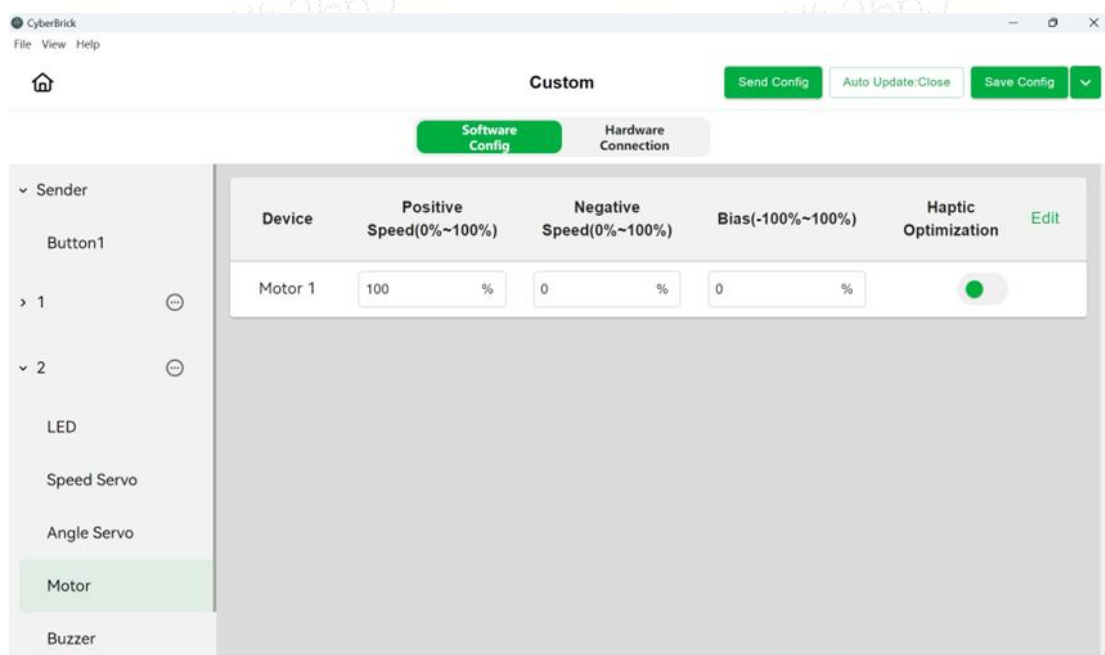 CyberBrick
File View Help
Custom
Send Config
Auto Update:Close
Save Config
Software
Config
Hardware
Connection
Sender
Button1
1
2
LED
Speed Servo
Angle Servo
Motor
Buzzer
Device
Positive
Speed(0%~100%)
Negative
Speed(0%~100%)
Bias(-100%~100%)
Haptic
Optimization
Edit
Motor 1
100 %
0 %
0 %